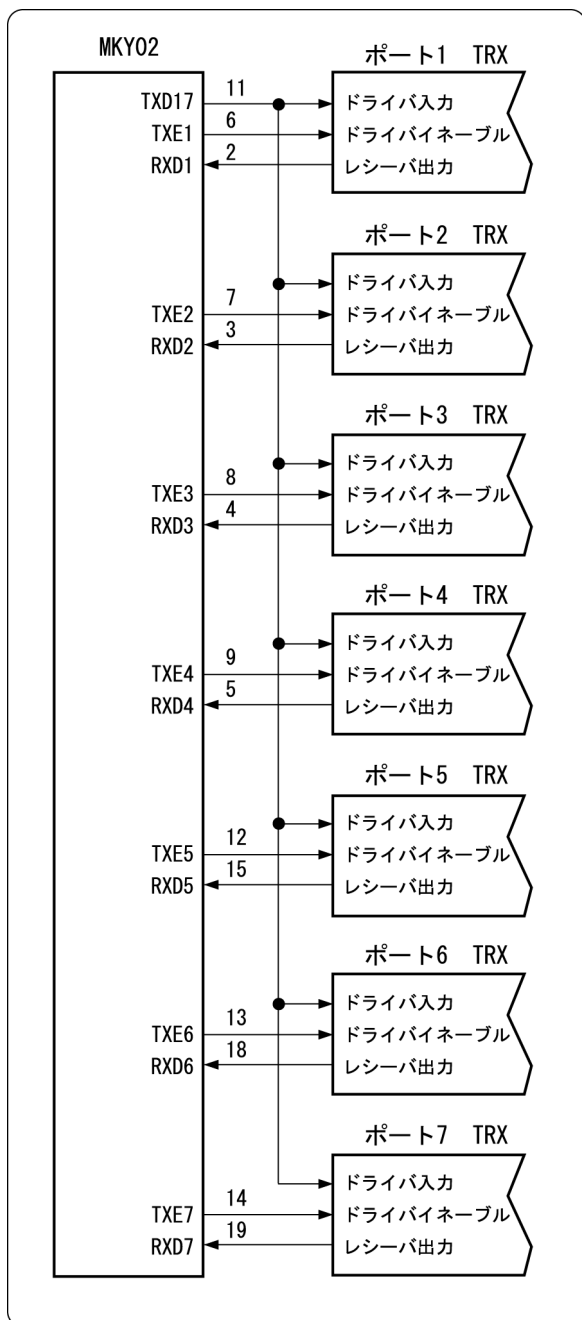 MKY02
ポート1 TRX
TXD17 11 ドライバ入力
TXE1 6 ドライバイネーブル
RXD1 2 レシーバ出力
ポート2 TRX
ドライバ入力
TXE2 7 ドライバイネーブル
RXD2 3 レシーバ出力
ポート3 TRX
ドライバ入力
TXE3 8 ドライバイネーブル
RXD3 4 レシーバ出力
ポート4 TRX
ドライバ入力
TXE4 9 ドライバイネーブル
RXD4 5 レシーバ出力
ポート5 TRX
ドライバ入力
TXE5 12 ドライバイネーブル
RXD5 15 レシーバ出力
ポート6 TRX
ドライバ入力
TXE6 13 ドライバイネーブル
RXD6 18 レシーバ出力
ポート7 TRX
ドライバ入力
TXE7 14 ドライバイネーブル
RXD7 19 レシーバ出力